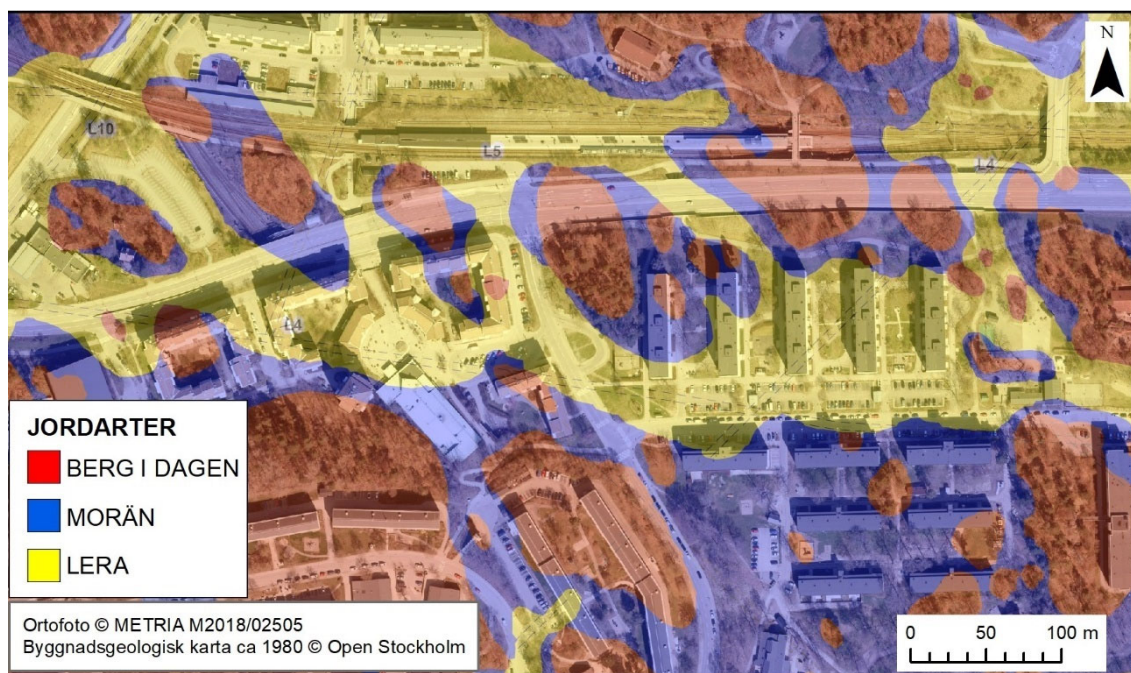 N
L10
L5
L4
L4
JORDARTER
BERG I DAGEN
MORÄN
LERA
Ortofoto © METRIA M2018/02505
Byggnadsgeologisk karta ca 1980 © Open Stockholm
0 50 100 m